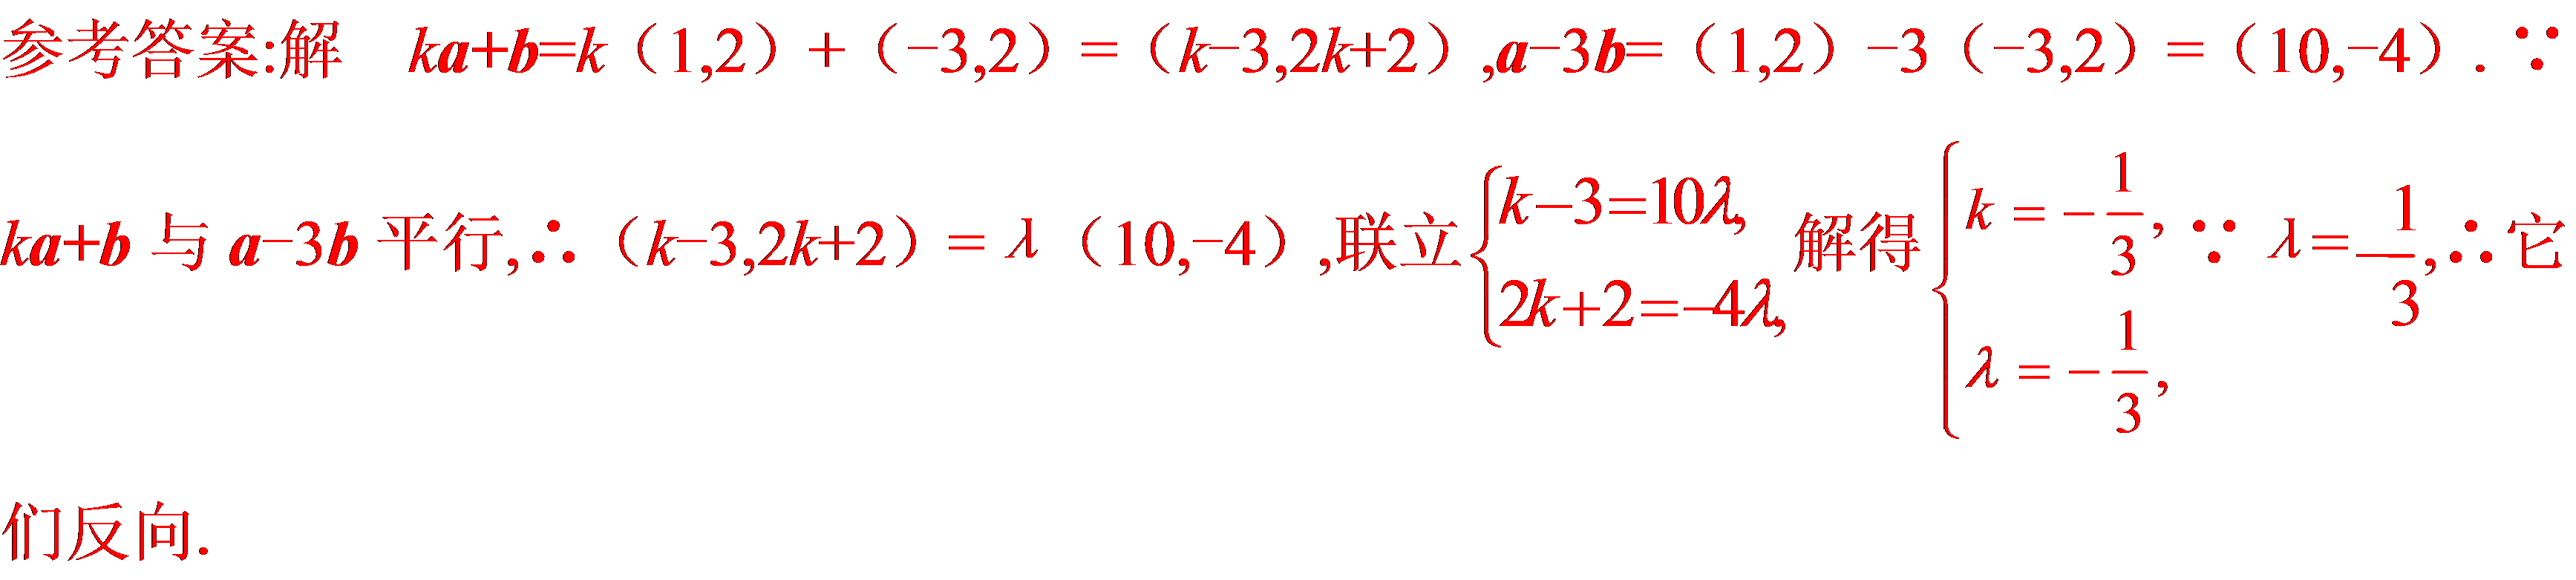 参考答案:解 ka+b=k（1,2）+（-3,2）=（k-3,2k+2）,a-3b=（1,2）-3（-3,2）=（10,-4）. ∵
ka+b 与 a-3b 平行,∴（k-3,2k+2）= λ（10,-4）,联立{k-3=10λ, 2k+2=-4λ, 解得{k = -1/3, λ = -1/3, ∵ λ=-1/3,∴它
们反向.